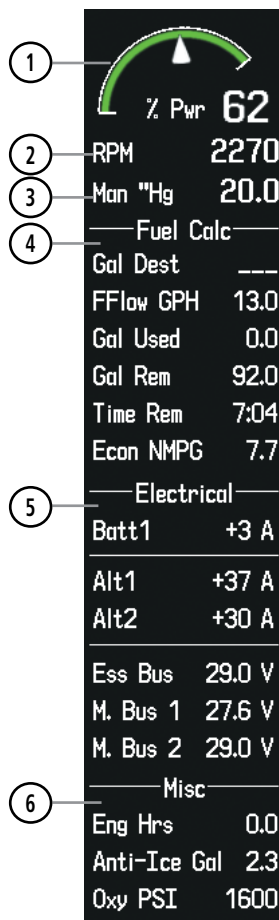 1
% Pwr 62
2 RPM 2270
3 Man "Hg 20.0
4 Fuel Calc
Gal Dest ___
FFlow GPH 13.0
Gal Used 0.0
Gal Rem 92.0
Time Rem 7:04
Econ NMPG 7.7
5 Electrical
Batt1 +3 A
Alt1 +37 A
Alt2 +30 A
Ess Bus 29.0 V
M. Bus 1 27.6 V
M. Bus 2 29.0 V
6 Misc
Eng Hrs 0.0
Anti-Ice Gal 2.3
Oxy PSI 1600